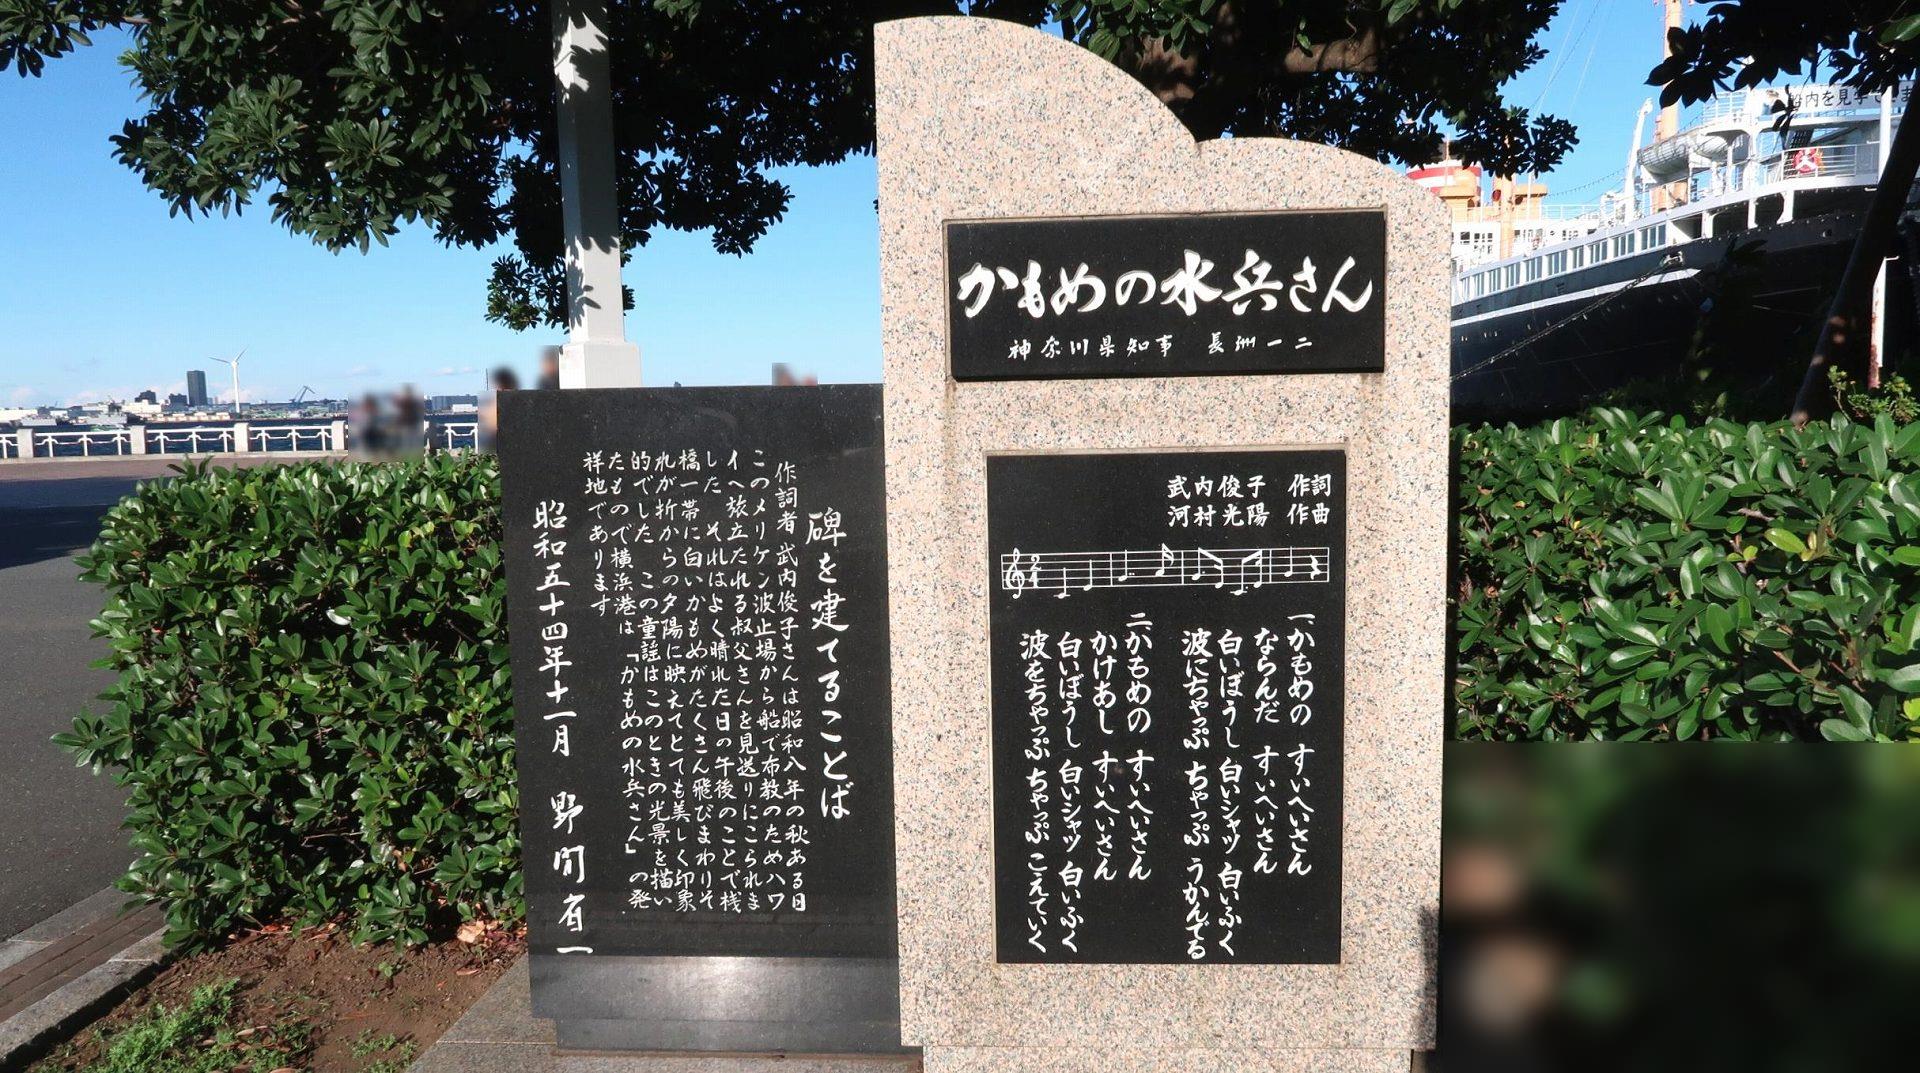 船内を見学でき
かもめの水兵さん
神奈川県知事 長洲一二
武内俊子 作詞
河村光陽 作曲
一、かもめの すいへいさん
ならんだ すいへいさん
白いぼうし 白いシャツ 白いふく
波にちゃっぷ ちゃっぷ うかんでる
二、かもめの すいへいさん
かけあし すいへいさん
白いぼうし 白いシャツ 白いふく
波をちゃっぷ ちゃっぷ こえていく
碑を建てることば
作詞者 武内俊子さんは昭和八年の秋ある日
このメリケン波止場から船で布教のためハワ
イへ旅立たれる叔父さんを見送りにこられま
した それはよく晴れた日の午後のことで桟
橋一帯に白いかもめがたくさん飛びまわりそ
れが折からの夕陽に映えてとても美しく印象
的でした この童謡はこのときの光景を描い
たもので横浜港は「かもめの水兵さん」の発
祥地であります
昭和五十四年十一月 野間有一